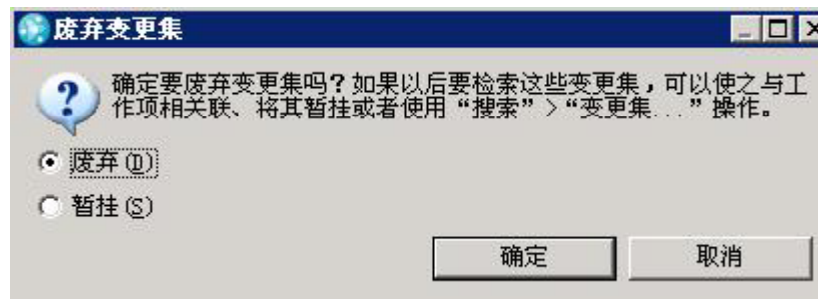 废弃变更集
确定要废弃变更集吗？如果以后要检索这些变更集，可以使之与工
作项相关联、将其暂挂或者使用“搜索”>“变更集...”操作。
废弃(D)
暂挂(S)
确定
取消